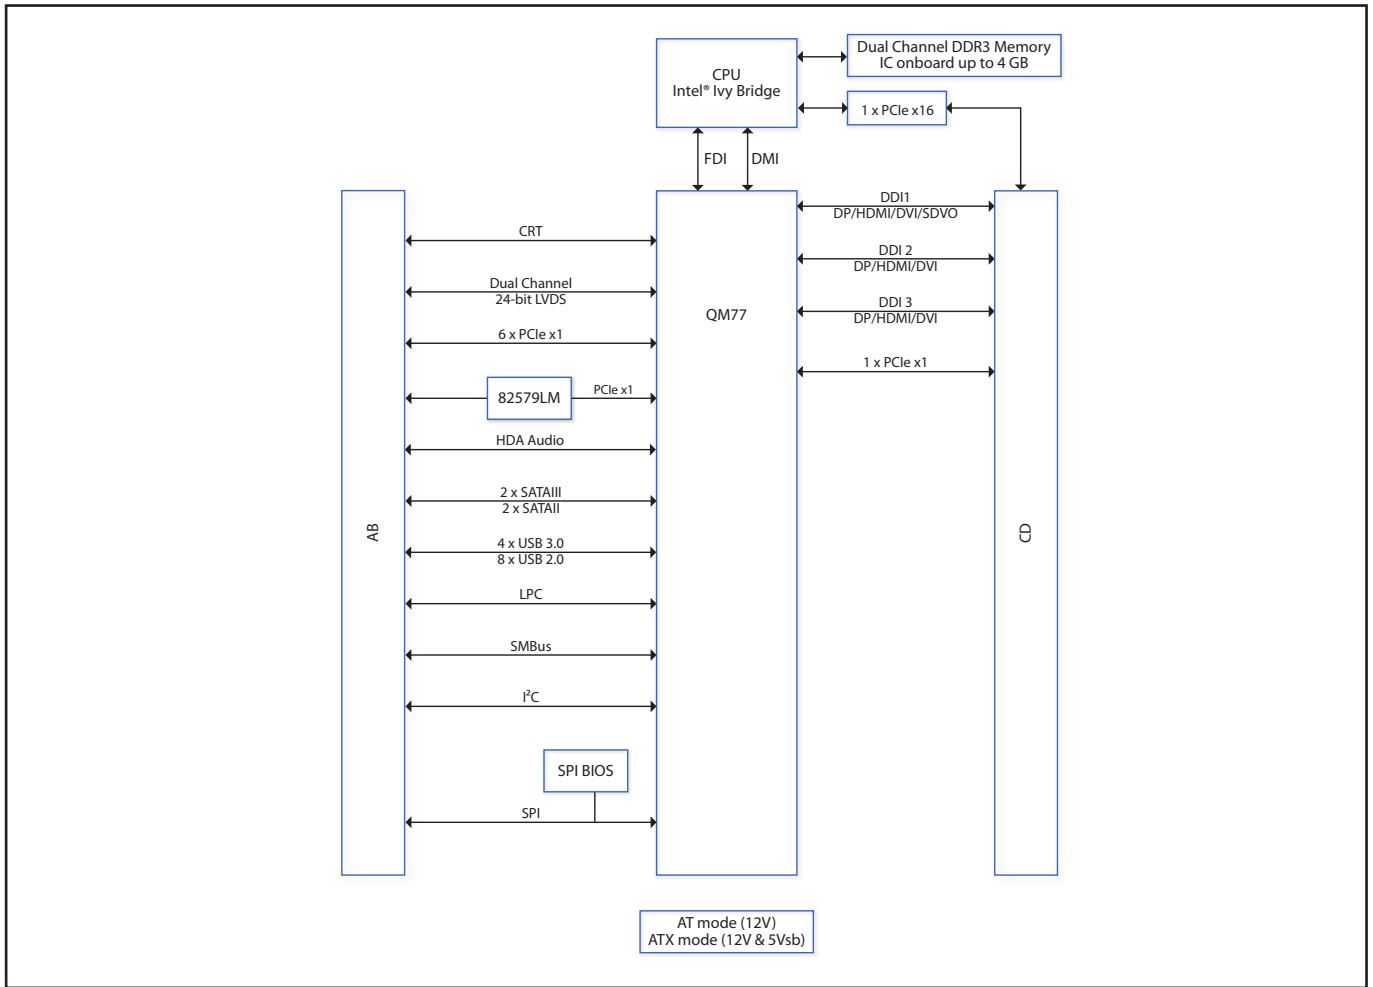 Dual Channel DDR3 Memory
IC onboard up to 4 GB
CPU
Intel® Ivy Bridge
1 x PCIe x16
FDI
DMI
DDI1
DP/HDMI/DVI/SDVO
CRT
DDI 2
DP/HDMI/DVI
Dual Channel
24-bit LVDS
DDI 3
DP/HDMI/DVI
QM77
6 x PCIe x1
1 x PCIe x1
82579LM
PCIe x1
HDA Audio
2 x SATAIII
2 x SATAII
AB
CD
4 x USB 3.0
8 x USB 2.0
LPC
SMBus
I²C
SPI BIOS
SPI
AT mode (12V)
ATX mode (12V & 5Vsb)